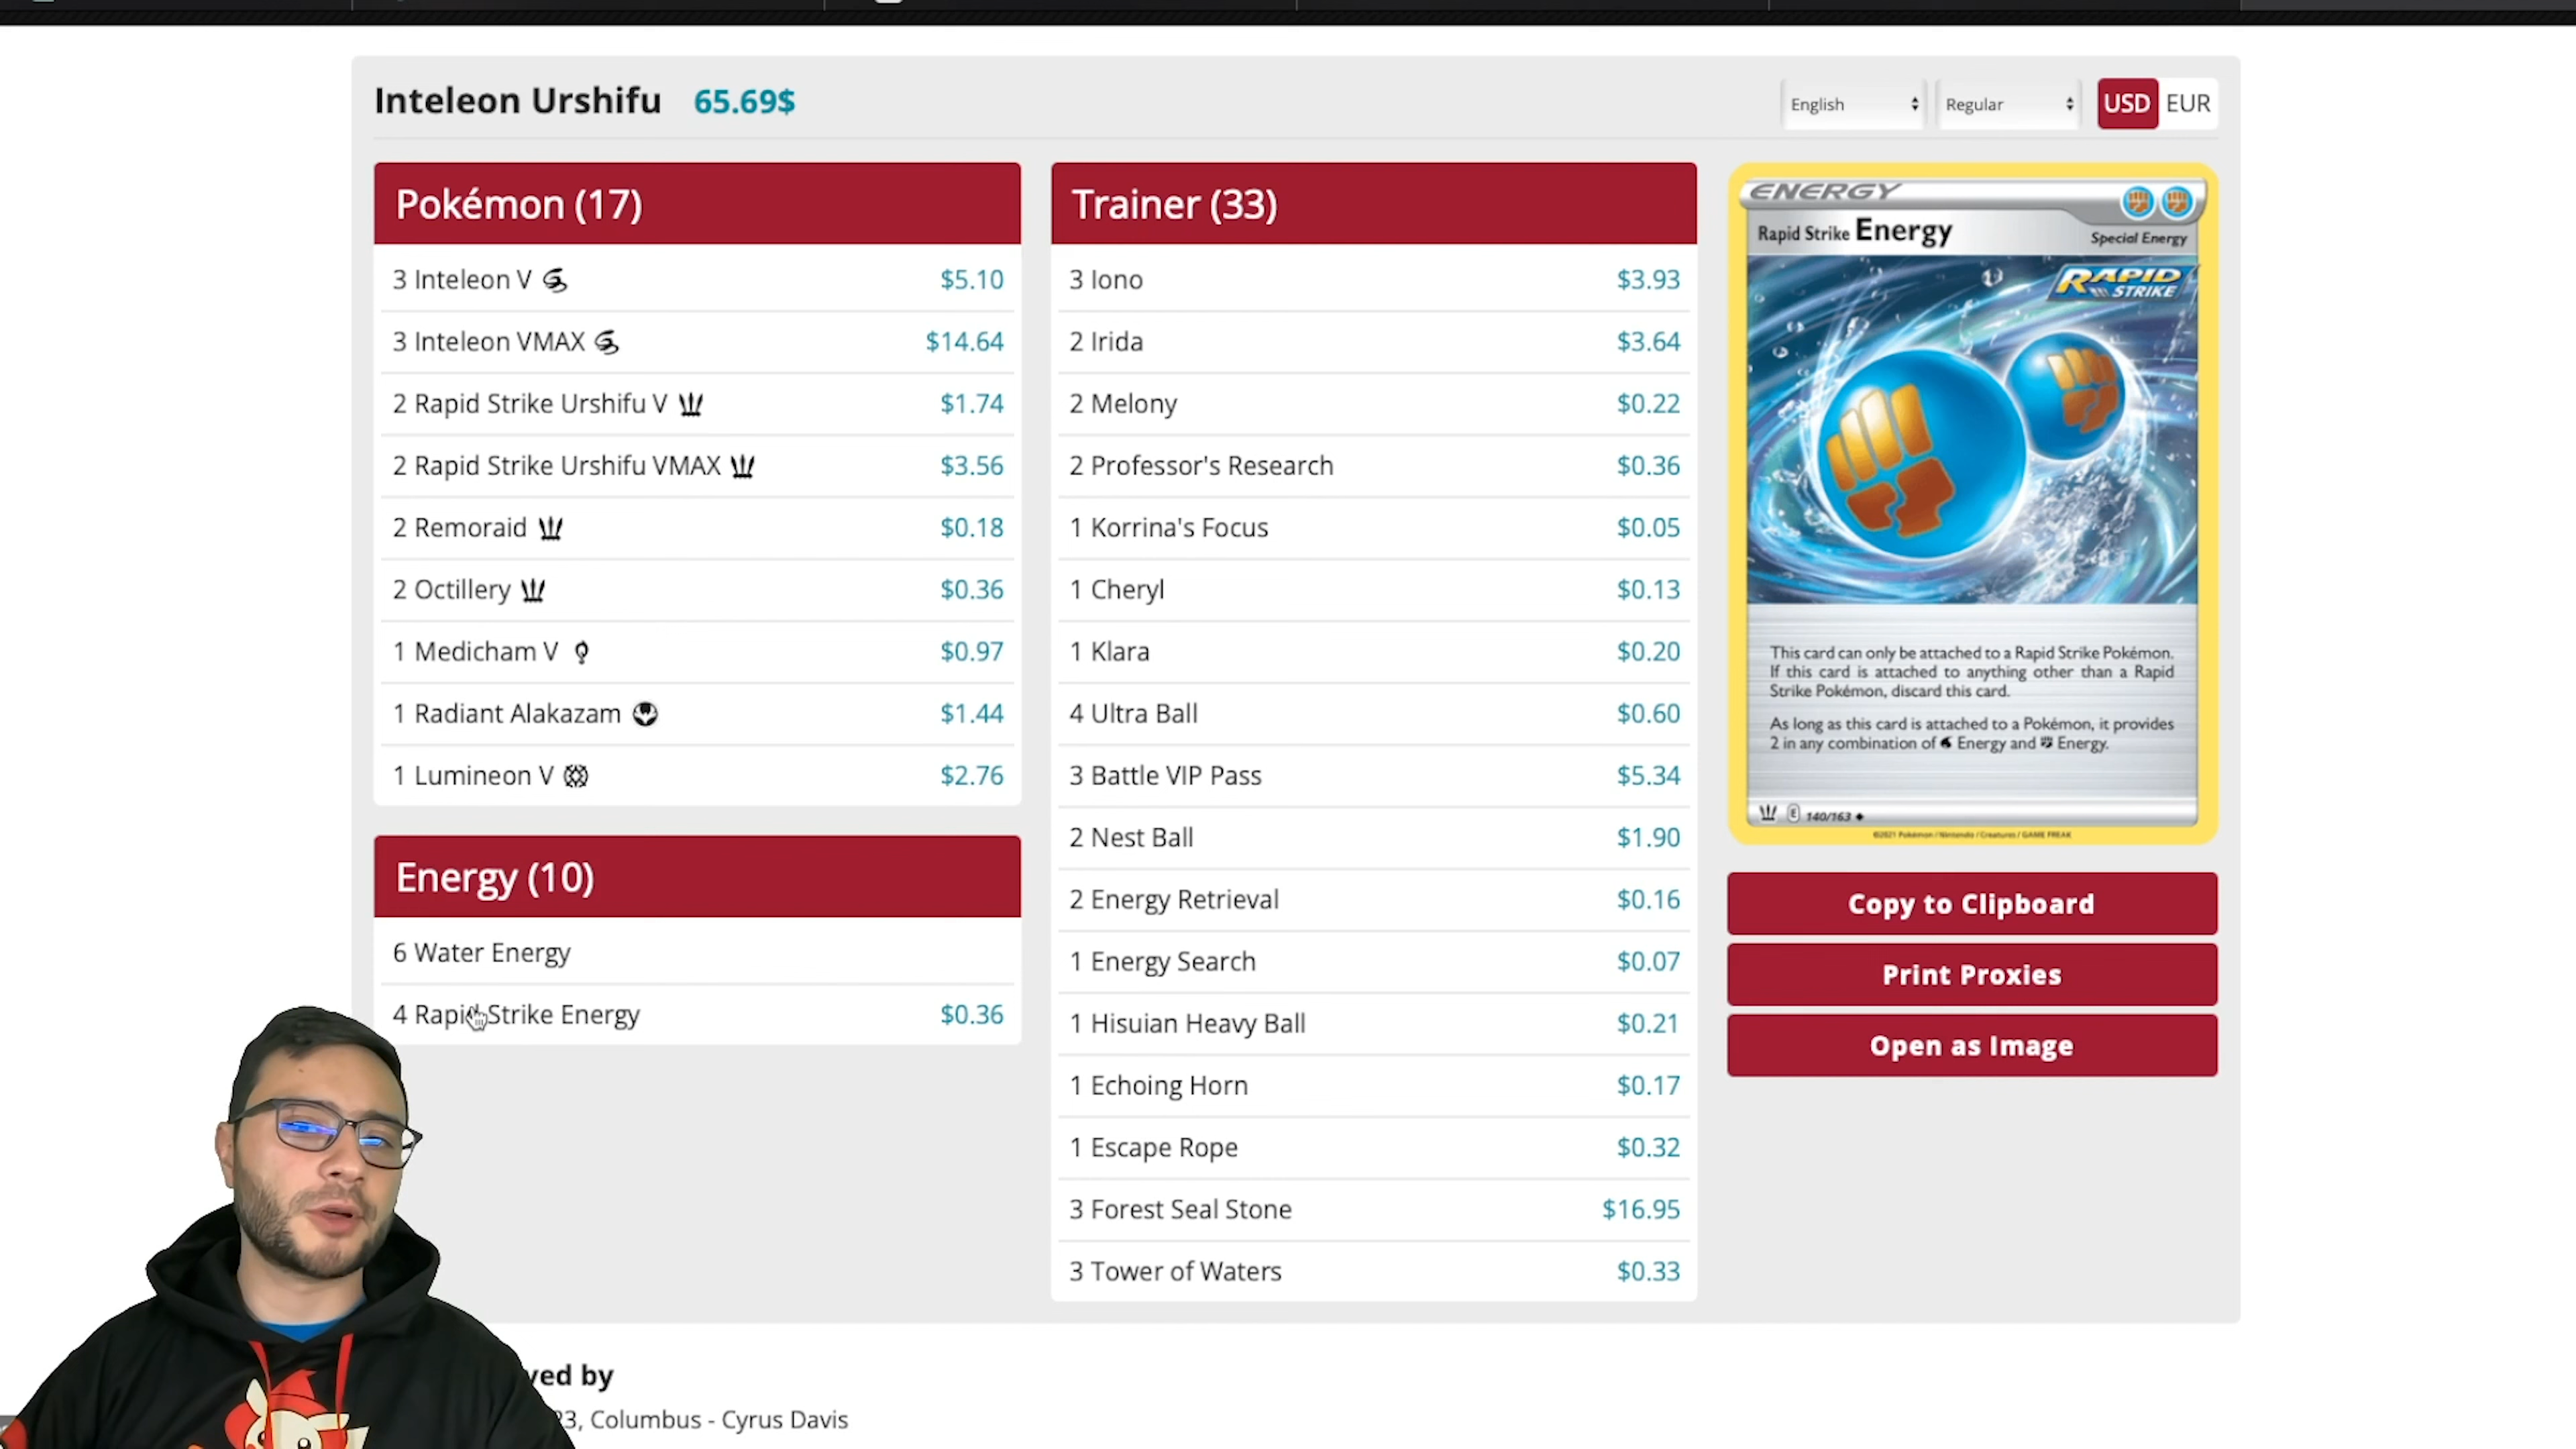 Inteleon Urshifu 65.69$
English
Regular
USD EUR
Pokémon (17)
3 Inteleon V $5.10
3 Inteleon VMAX $14.64
2 Rapid Strike Urshifu V $1.74
2 Rapid Strike Urshifu VMAX $3.56
2 Remoraid $0.18
2 Octillery $0.36
1 Medicham V $0.97
1 Radiant Alakazam $1.44
1 Lumineon V $2.76
Energy (10)
6 Water Energy
4 Rapid Strike Energy $0.36
Trainer (33)
3 Iono $3.93
2 Irida $3.64
2 Melony $0.22
2 Professor's Research $0.36
1 Korrina's Focus $0.05
1 Cheryl $0.13
1 Klara $0.20
4 Ultra Ball $0.60
3 Battle VIP Pass $5.34
2 Nest Ball $1.90
2 Energy Retrieval $0.16
1 Energy Search $0.07
1 Hisuian Heavy Ball $0.21
1 Echoing Horn $0.17
1 Escape Rope $0.32
3 Forest Seal Stone $16.95
3 Tower of Waters $0.33
ENERGY
Rapid Strike Energy
Special Energy
RAPID
STRIKE
This card can only be attached to a Rapid Strike Pokémon.
If this card is attached to anything other than a Rapid
Strike Pokémon, discard this card.
As long as this card is attached to a Pokémon, it provides
2 in any combination of Energy and Energy.
E 140/163
©2021 Pokémon / Nintendo / Creatures / GAME FREAK
Copy to Clipboard
Print Proxies
Open as Image
yed by
23, Columbus - Cyrus Davis